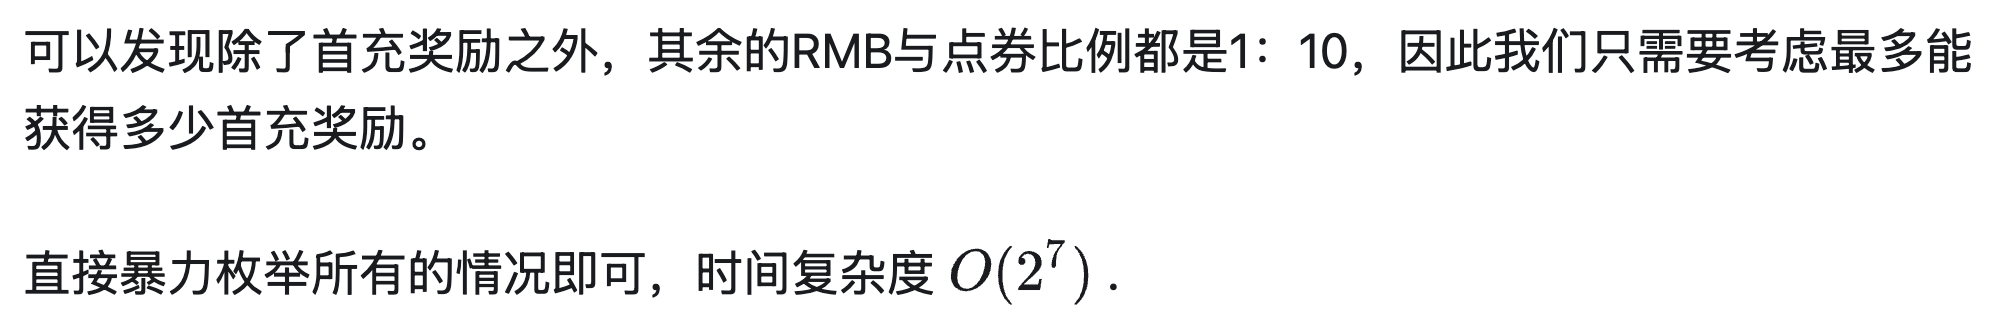 可以发现除了首充奖励之外，其余的RMB与点券比例都是1：10，因此我们只需要考虑最多能
获得多少首充奖励。
直接暴力枚举所有的情况即可，时间复杂度 O(2^7) .